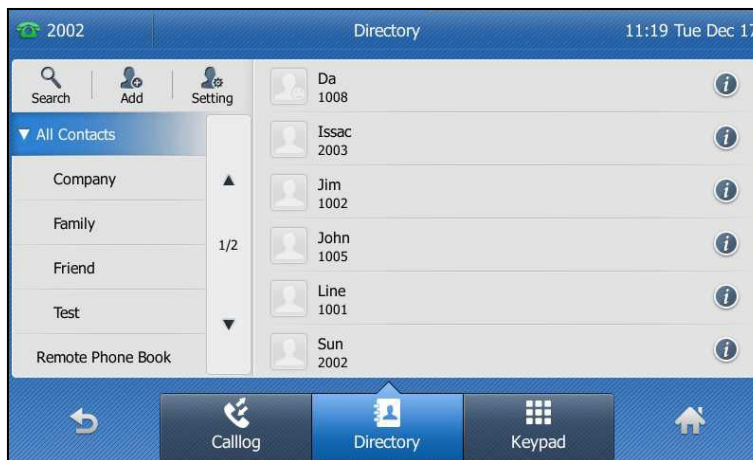 2002 Directory 11:19 Tue Dec 17
Search Add Setting
All Contacts
Company
Family
Friend
Test
Remote Phone Book
1/2
Da
1008
Issac
2003
Jim
1002
John
1005
Line
1001
Sun
2002
Calllog Directory Keypad